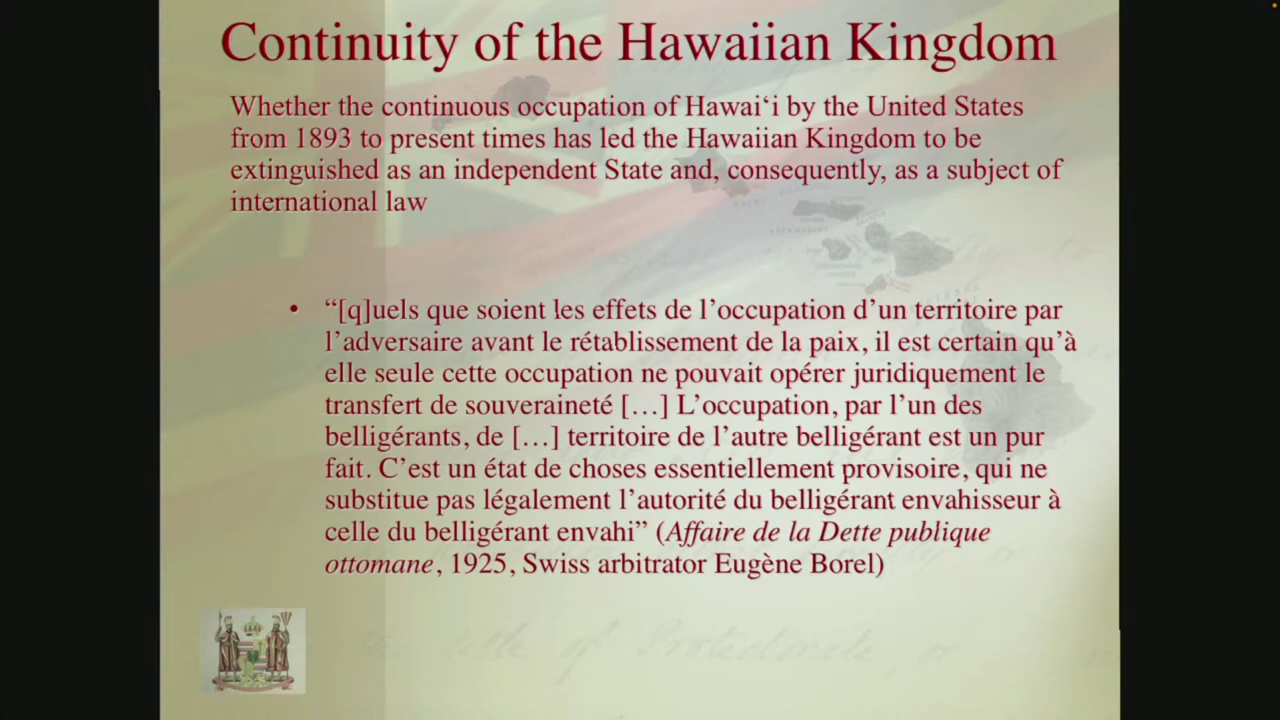 Continuity of the Hawaiian Kingdom
Whether the continuous occupation of Hawai‘i by the United States
from 1893 to present times has led the Hawaiian Kingdom to be
extinguished as an independent State and, consequently, as a subject of
international law
• “[q]uels que soient les effets de l’occupation d’un territoire par
l’adversaire avant le rétablissement de la paix, il est certain qu’à
elle seule cette occupation ne pouvait opérer juridiquement le
transfert de souveraineté […] L’occupation, par l’un des
belligérants, de […] territoire de l’autre belligérant est un pur
fait. C’est un état de choses essentiellement provisoire, qui ne
substitue pas légalement l’autorité du belligérant envahisseur à
celle du belligérant envahi” (Affaire de la Dette publique
ottomane, 1925, Swiss arbitrator Eugène Borel)
of Protectorate, or